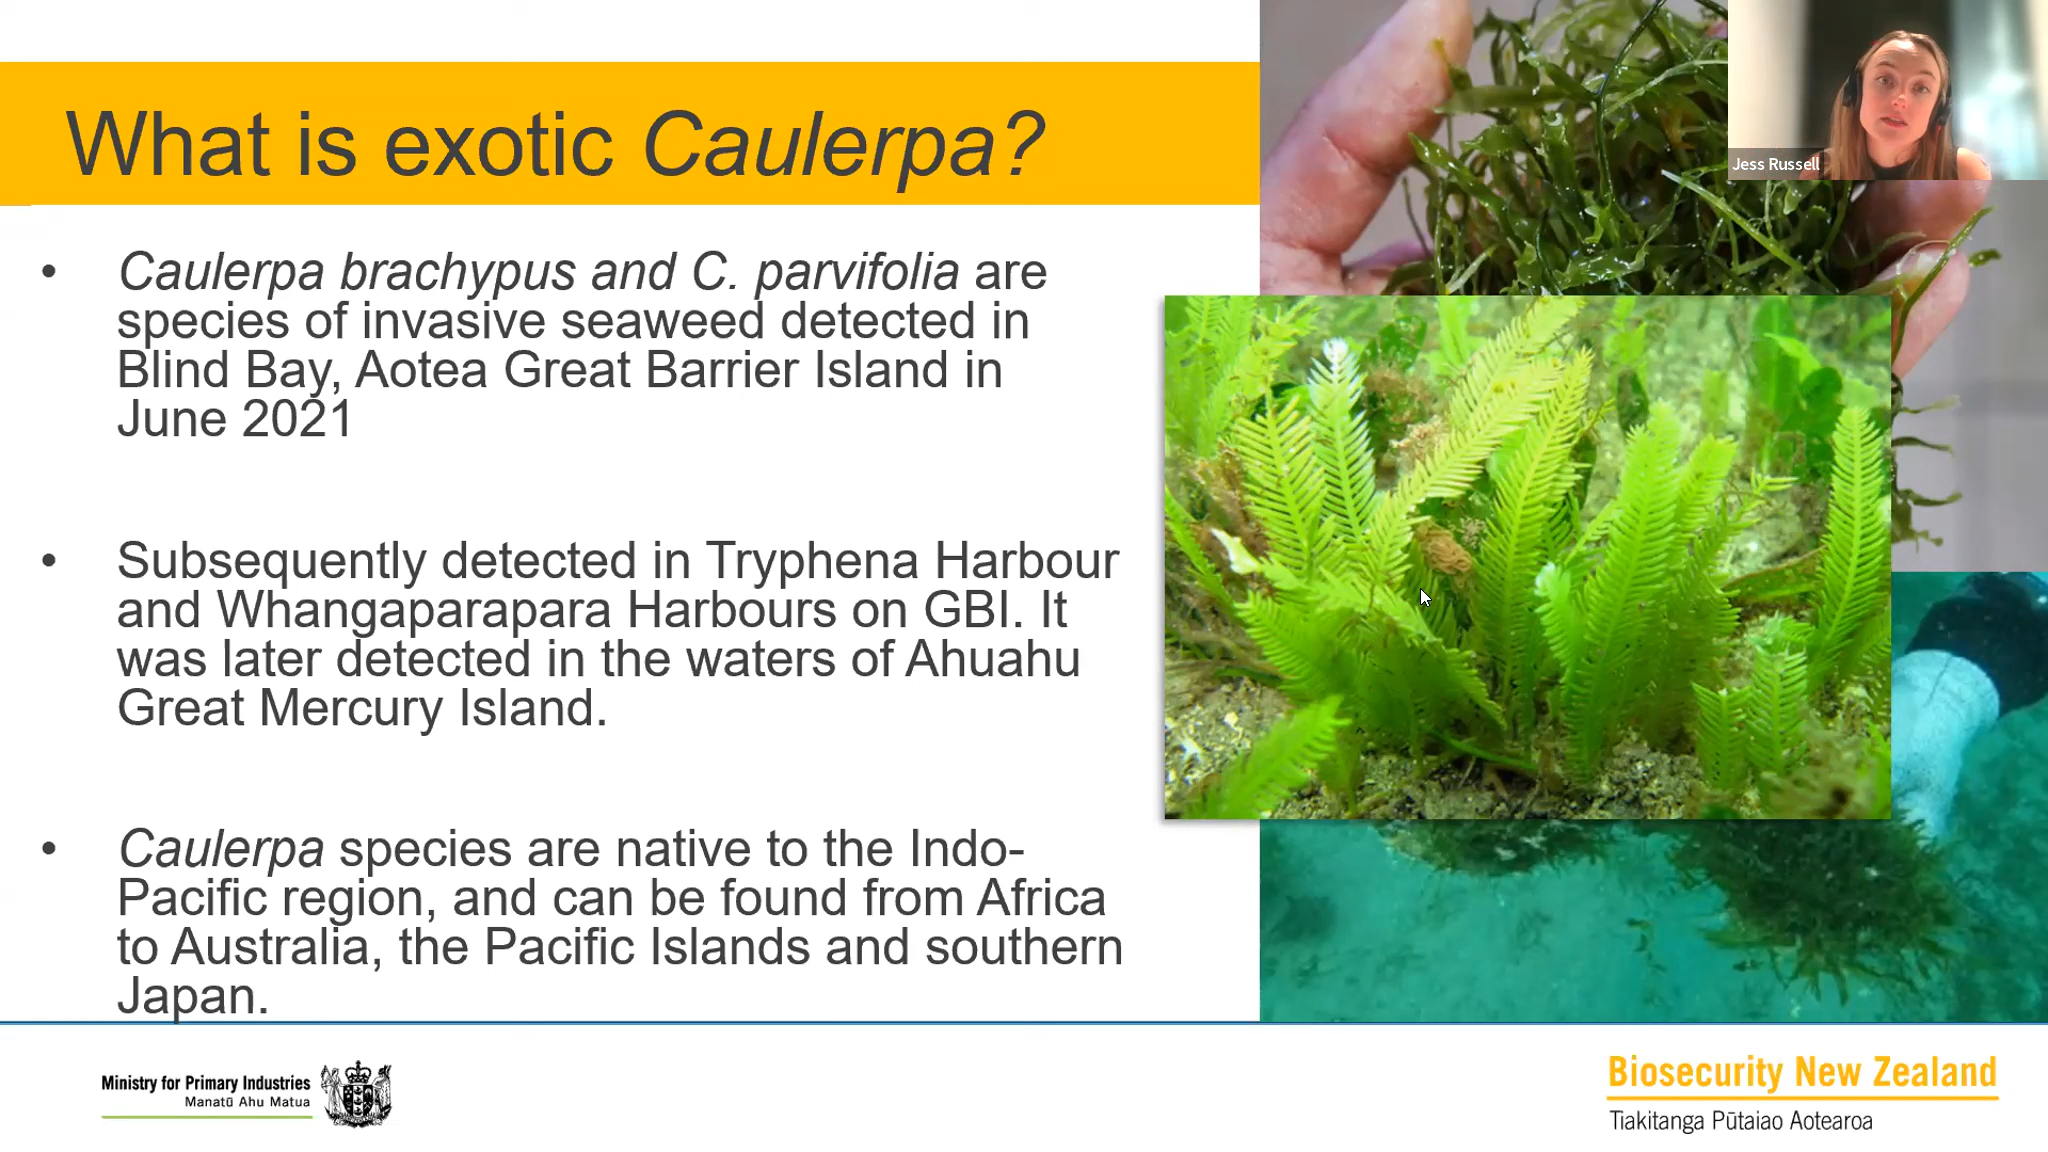 What is exotic Caulerpa?
Jess Russell
• Caulerpa brachypus and C. parvifolia are
species of invasive seaweed detected in
Blind Bay, Aotea Great Barrier Island in
June 2021
• Subsequently detected in Tryphena Harbour
and Whangaparapara Harbours on GBI. It
was later detected in the waters of Ahuahu
Great Mercury Island.
• Caulerpa species are native to the Indo-
Pacific region, and can be found from Africa
to Australia, the Pacific Islands and southern
Japan.
Ministry for Primary Industries
Manatū Ahu Matua
Biosecurity New Zealand
Tiakitanga Pūtaiao Aotearoa